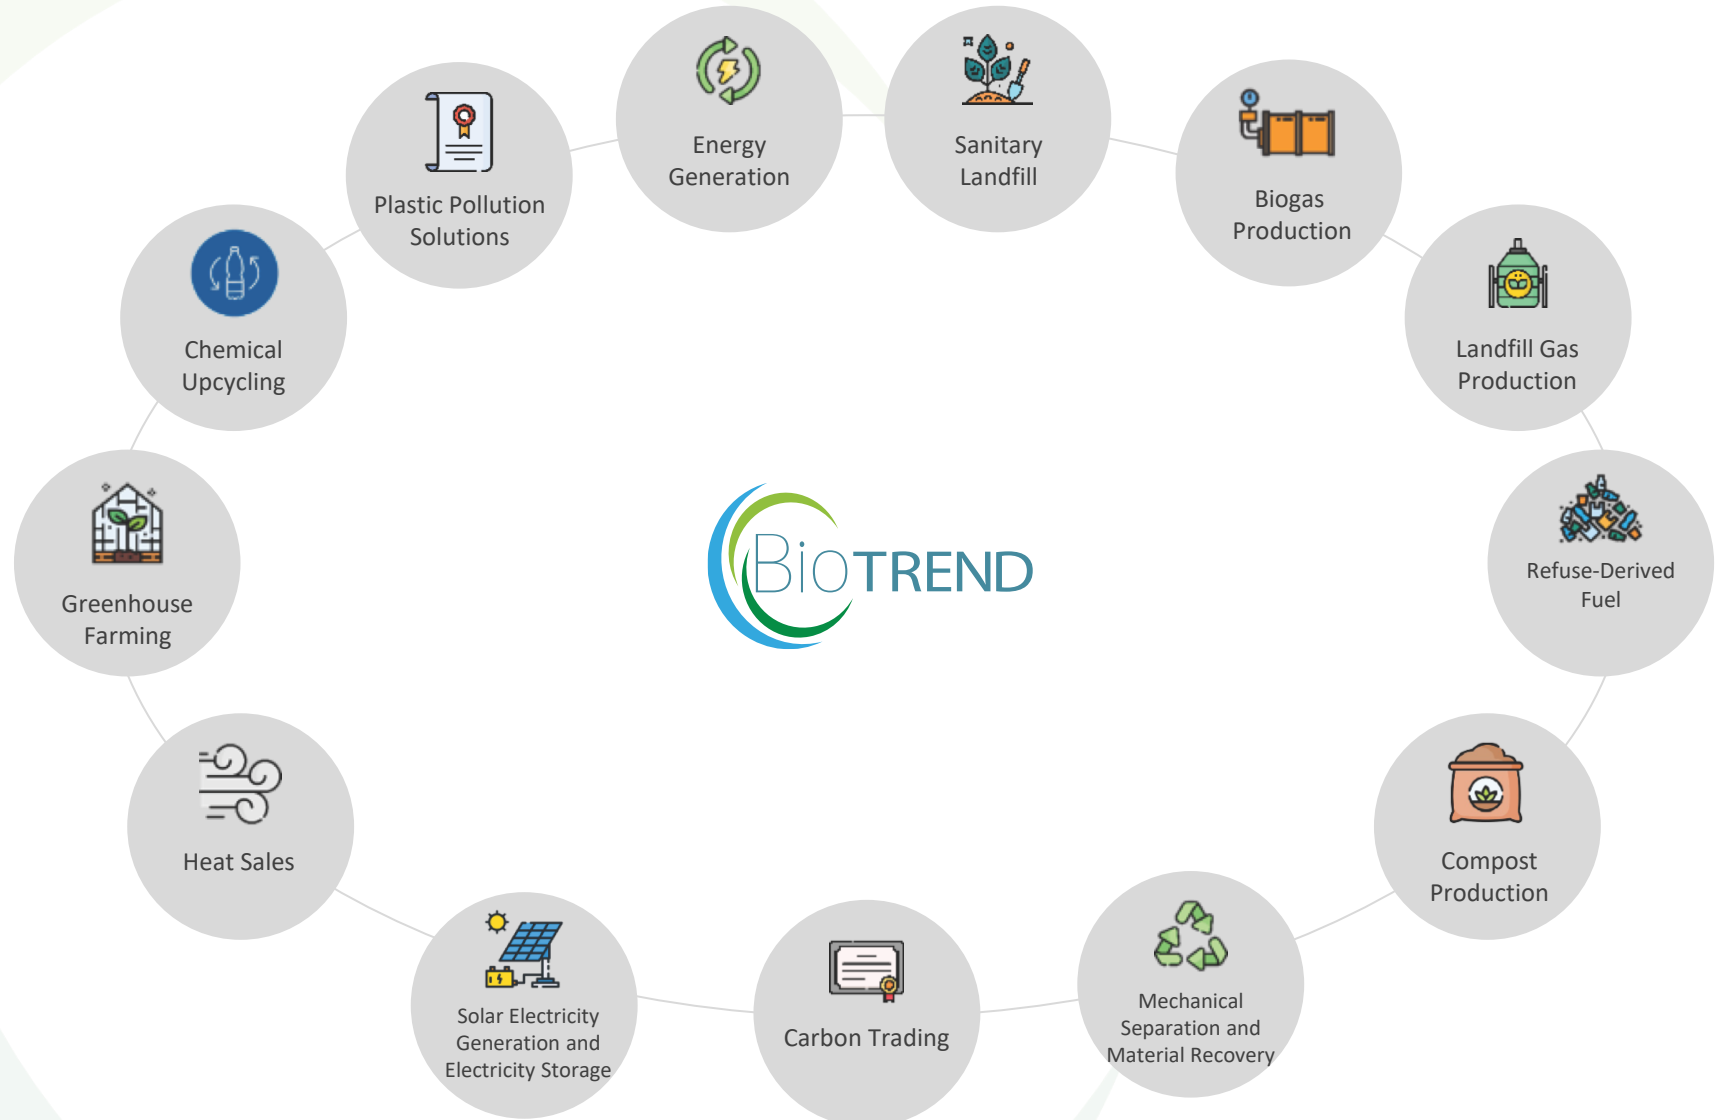 Energy
Generation
Sanitary
Landfill
Biogas
Production
Landfill Gas
Production
Refuse-Derived
Fuel
Compost
Production
Mechanical
Separation and
Material Recovery
Carbon Trading
Solar Electricity
Generation and
Electricity Storage
Heat Sales
Greenhouse
Farming
Chemical
Upcycling
Plastic Pollution
Solutions
BioTREND